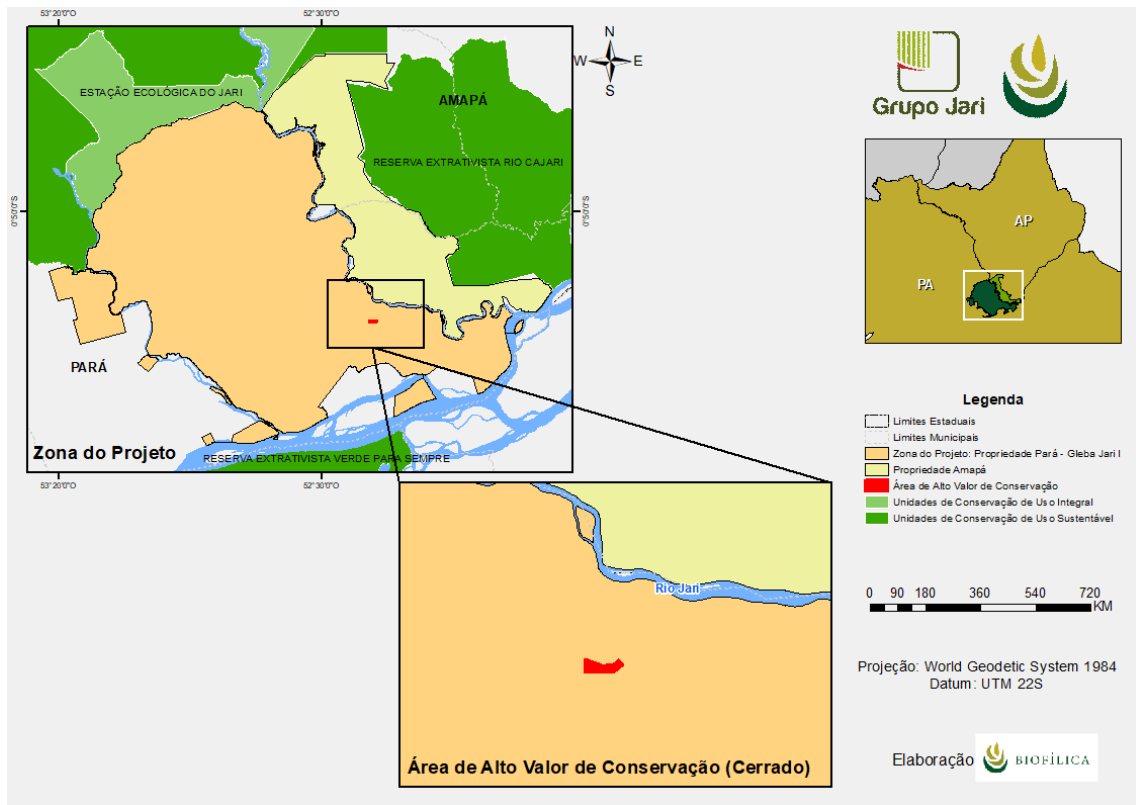 53°20'0"O
52°30'0"O
N
W
E
S
ESTAÇÃO ECOLÓGICA DO JARI
AMAPÁ
RESERVA EXTRATIVISTA RIO CAJARI
0°50'0"S
0°50'0"S
PARÁ
Zona do Projeto
RESERVA EXTRATIVISTA VERDE PARA SEMPRE
53°20'0"O
52°30'0"O
Grupo Jari
AP
PA
Legenda
Limites Estaduais
Limites Municipais
Zona do Projeto: Propriedade Pará - Gleba Jari I
Propriedade Amapá
Área de Alto Valor de Conservação
Unidades de Conservação de Uso Integral
Unidades de Conservação de Uso Sustentável
Rio Jari
Área de Alto Valor de Conservação (Cerrado)
0 90 180 360 540 720
KM
Projeção: World Geodetic System 1984
Datum: UTM 22S
Elaboração
BIOFÍLICA